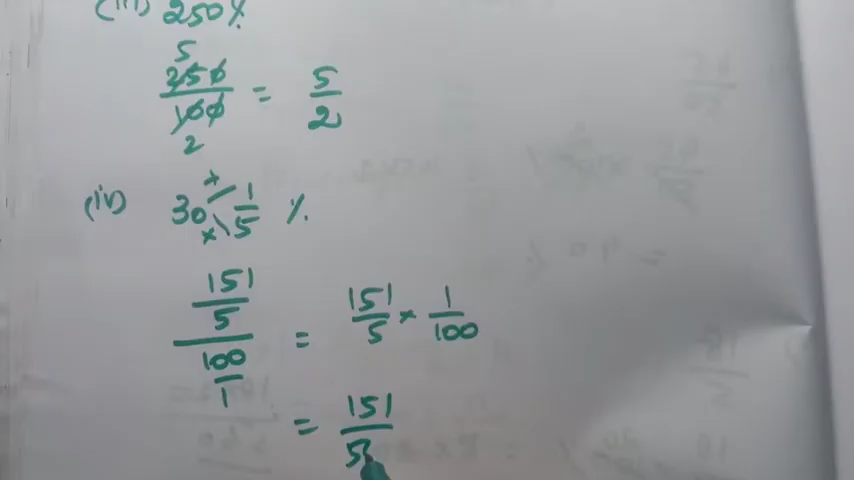 (iii) 250%
5
250/100 = 5/2
2
(iv) 30 1/5 %
× ×
151/5 / 100/1 = 151/5 × 1/100
= 151/5